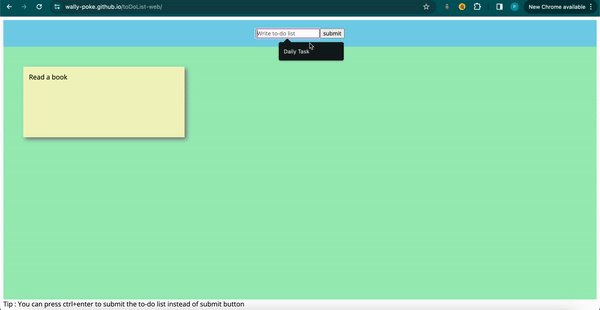 wally-poke.github.io/toDoList-web/
New Chrome available
Write to-do list
submit
Daily Task
Read a book
Tip : You can press ctrl+enter to submit the to-do list instead of submit button